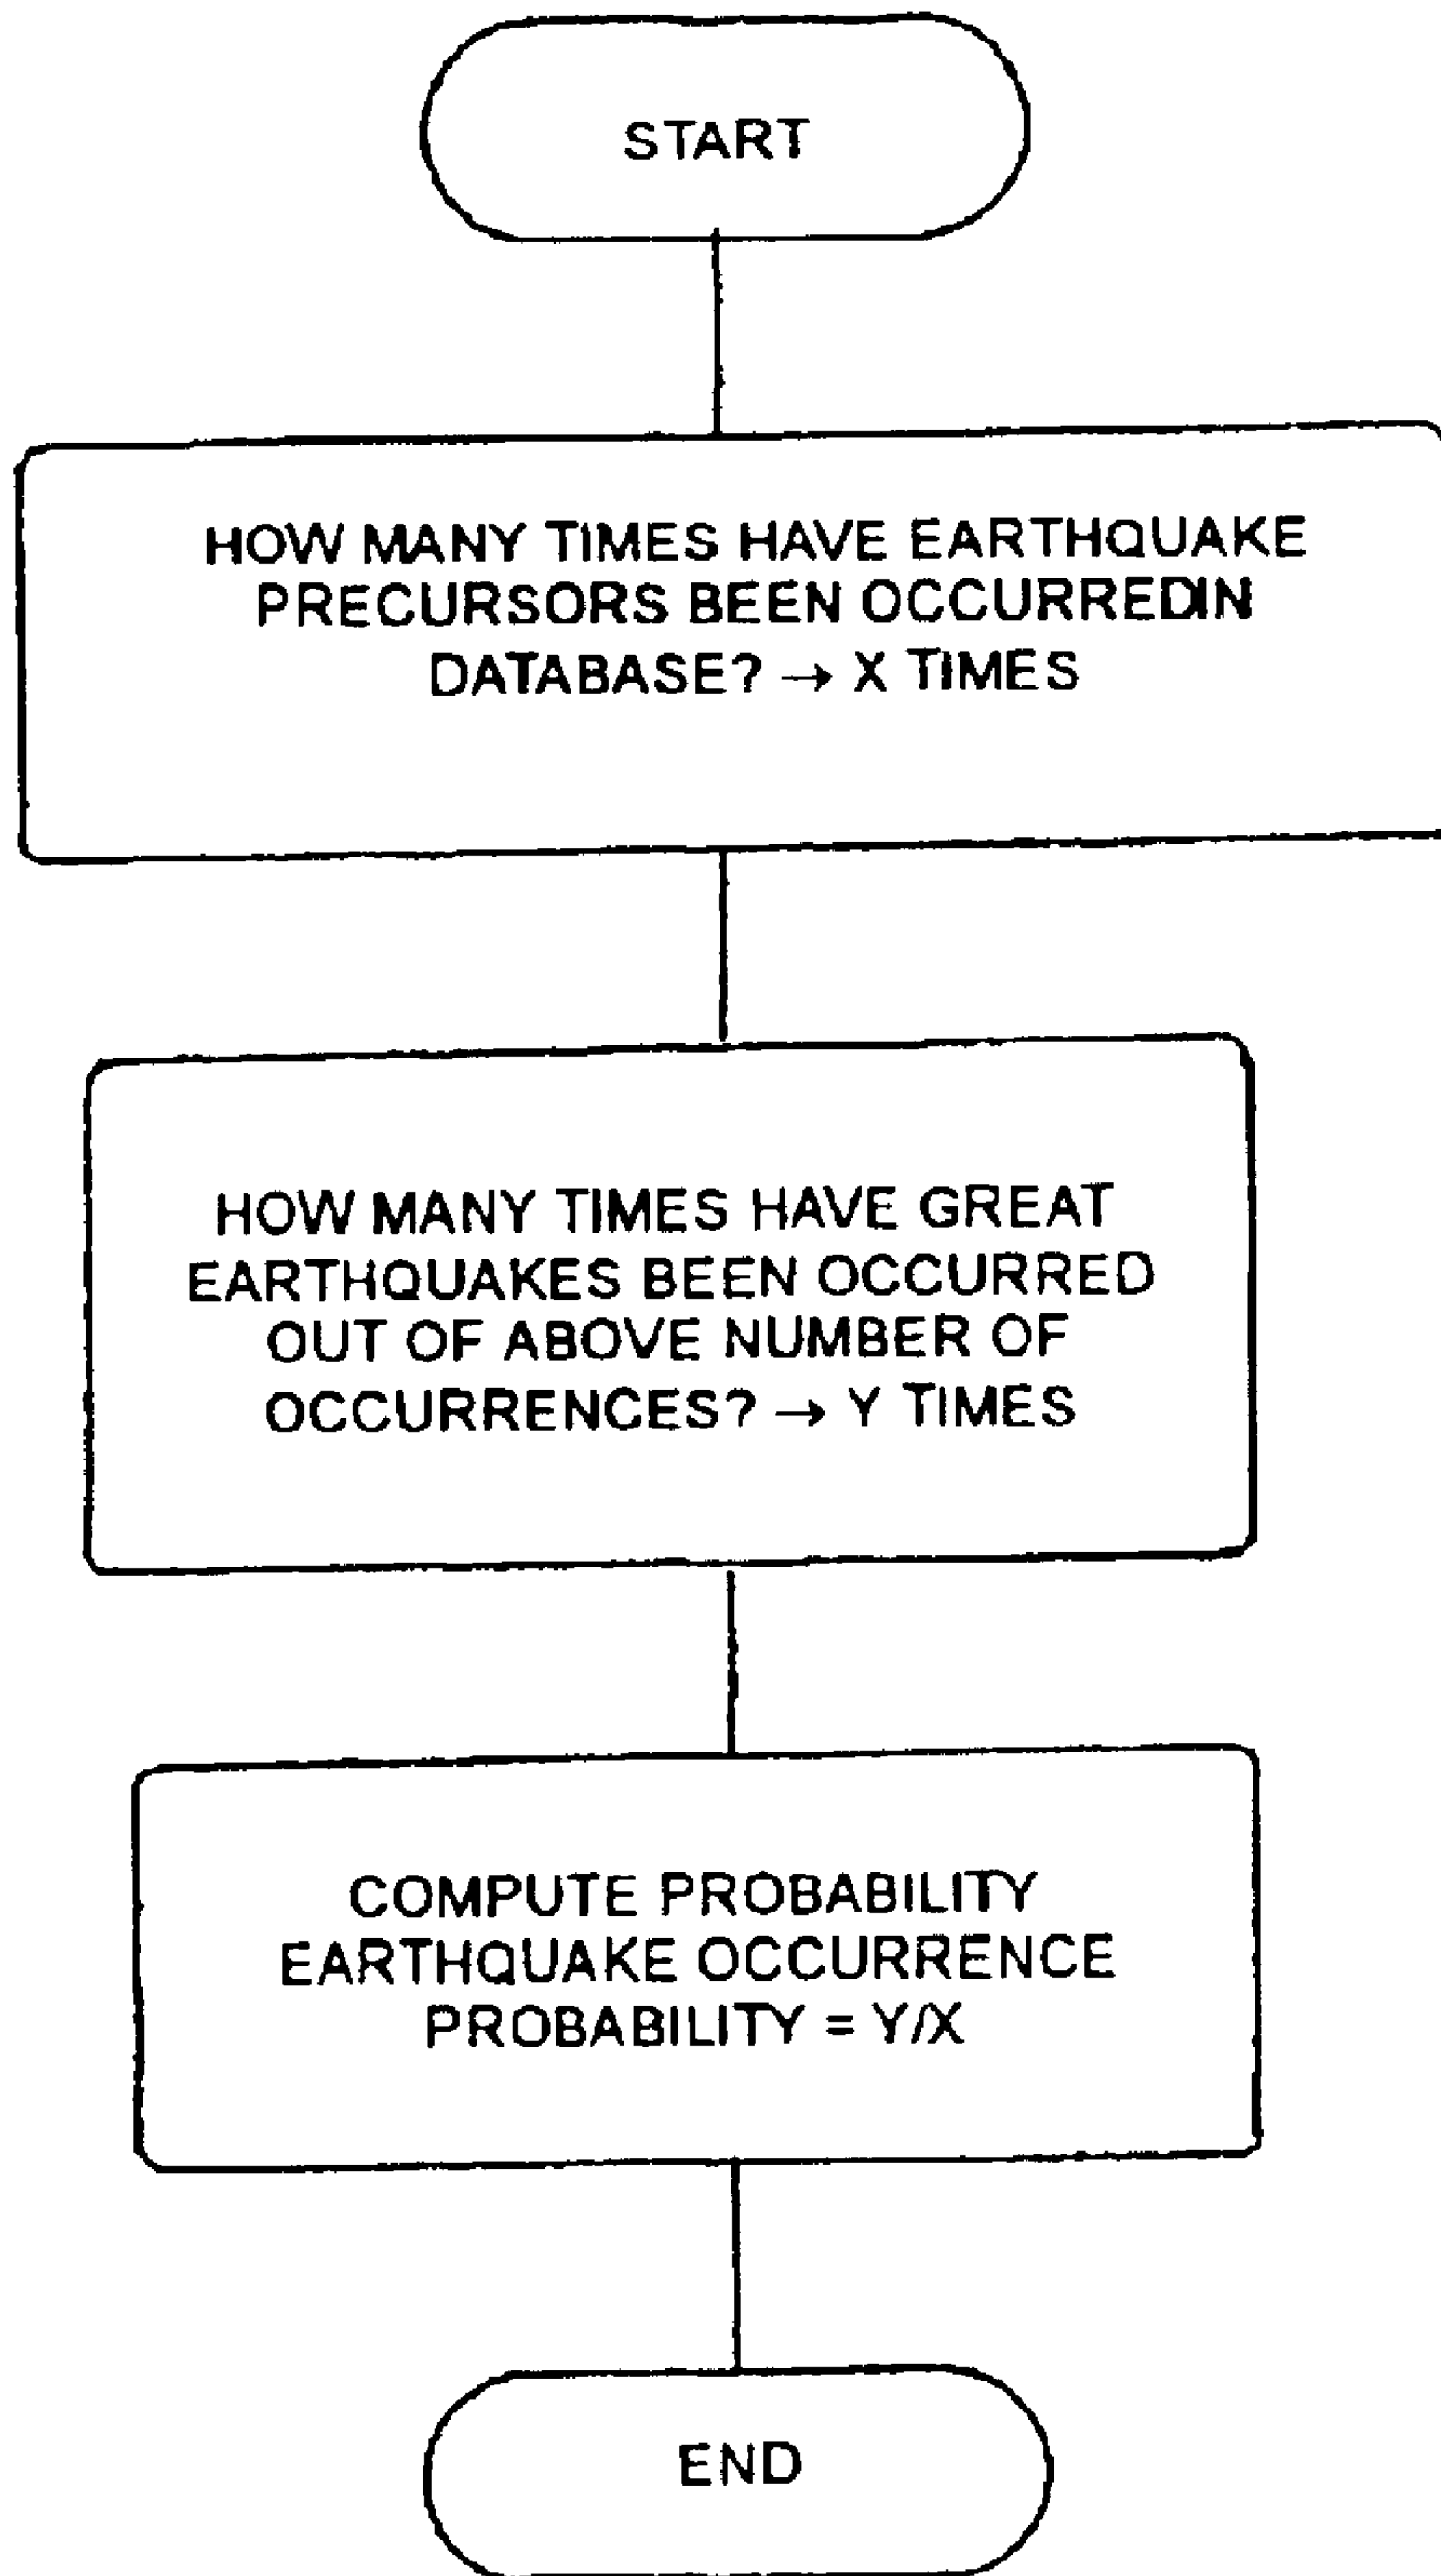 START
HOW MANY TIMES HAVE EARTHQUAKE
PRECURSORS BEEN OCCURREDIN
DATABASE? → X TIMES
HOW MANY TIMES HAVE GREAT
EARTHQUAKES BEEN OCCURRED
OUT OF ABOVE NUMBER OF
OCCURRENCES? → Y TIMES
COMPUTE PROBABILITY
EARTHQUAKE OCCURRENCE
PROBABILITY = Y/X
END